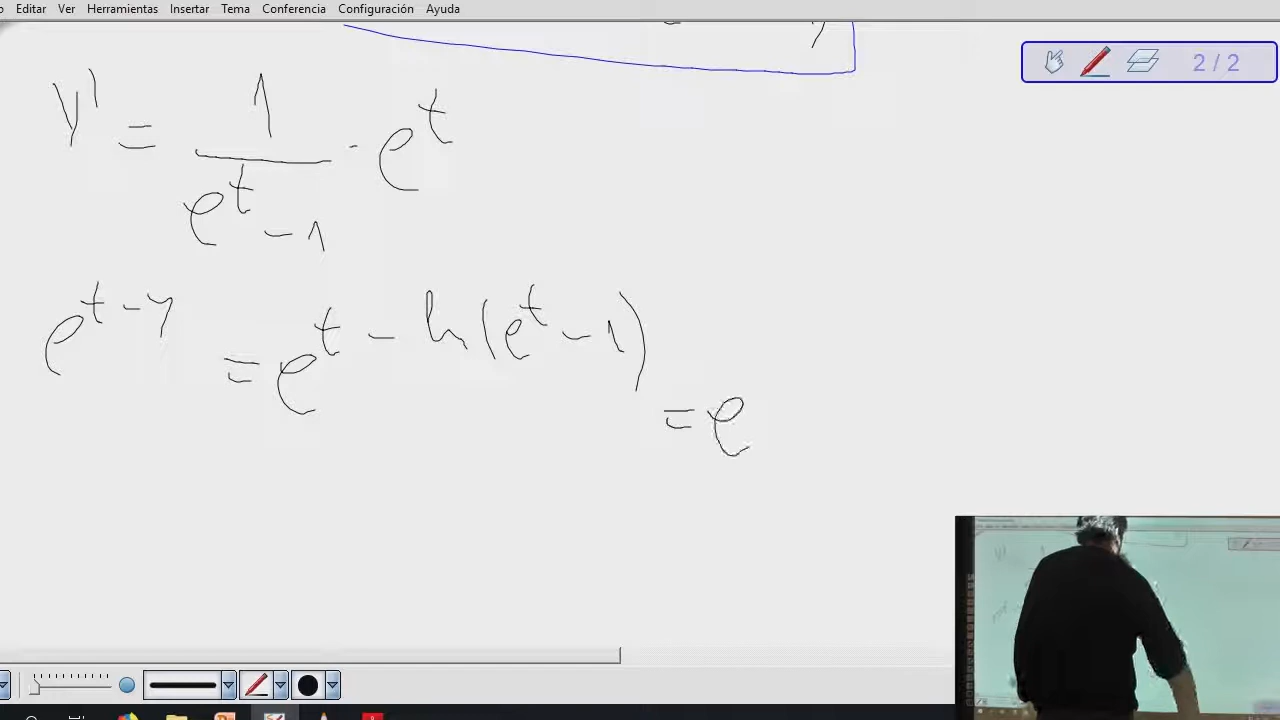 Editar Ver Herramientas Insertar Tema Conferencia Configuración Ayuda
2 / 2
y' = 1/(e^t - 1) · e^t
e^(t - y) = e^(t - ln(e^t - 1)) = e